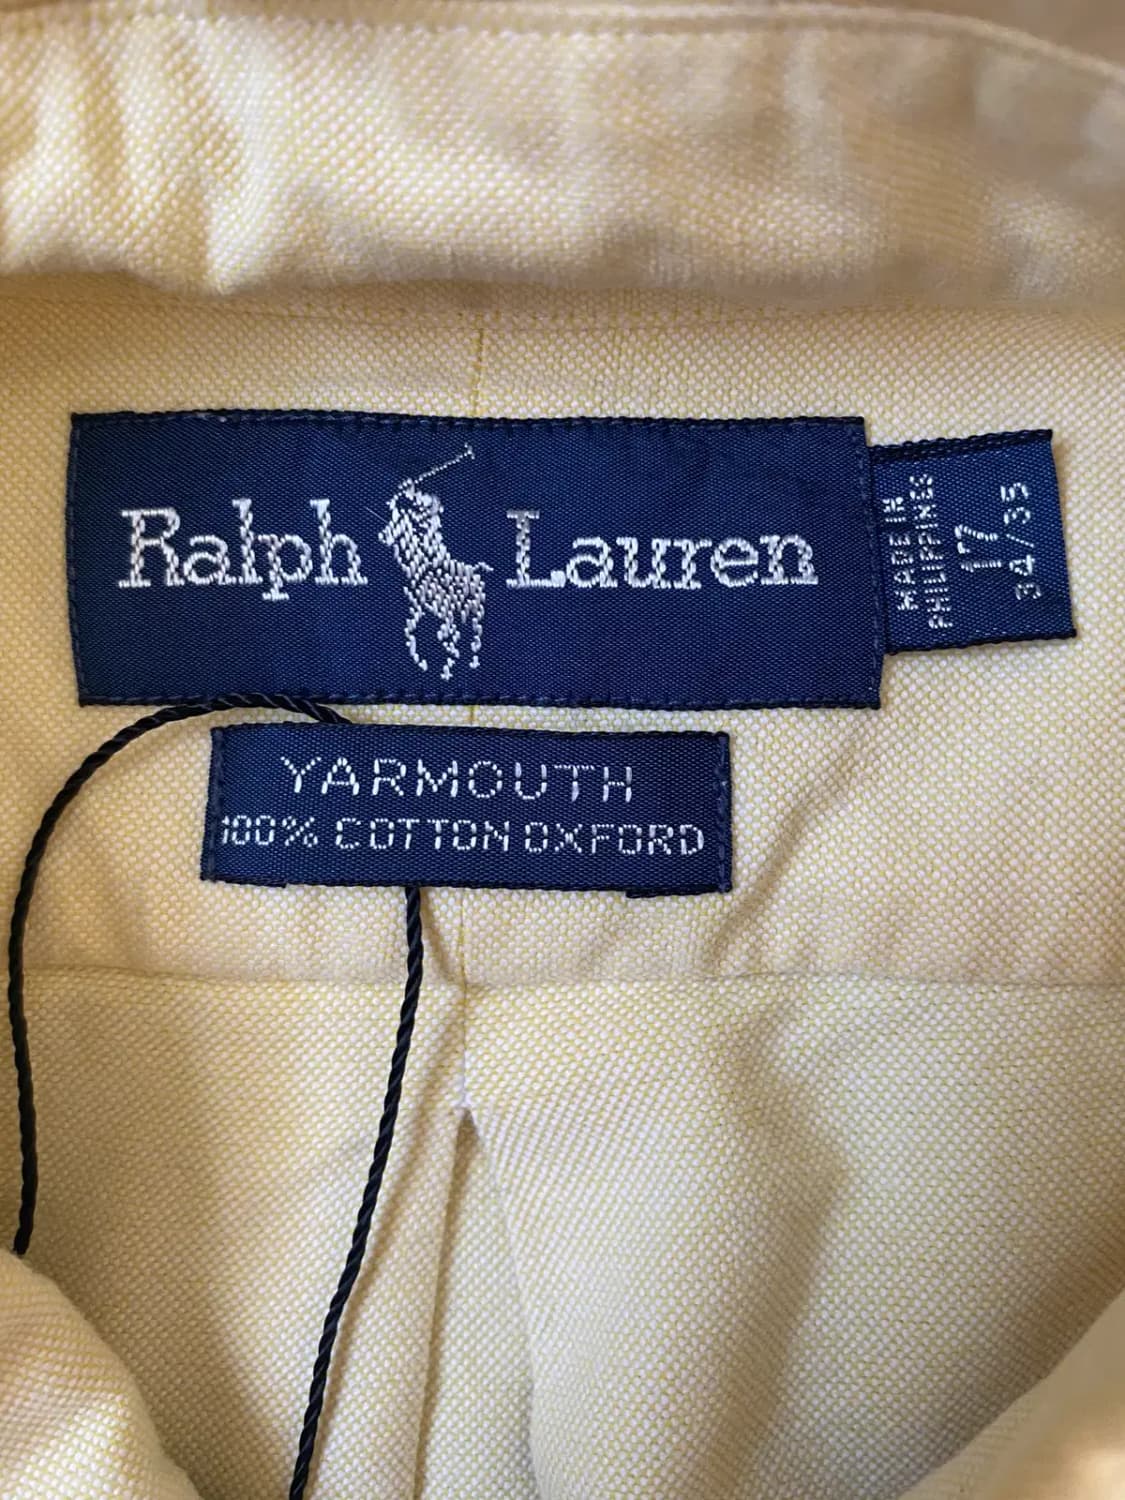 Ralph Lauren
MADE IN
PHILIPPINES
17
34/35
YARMOUTH
100% COTTON OXFORD